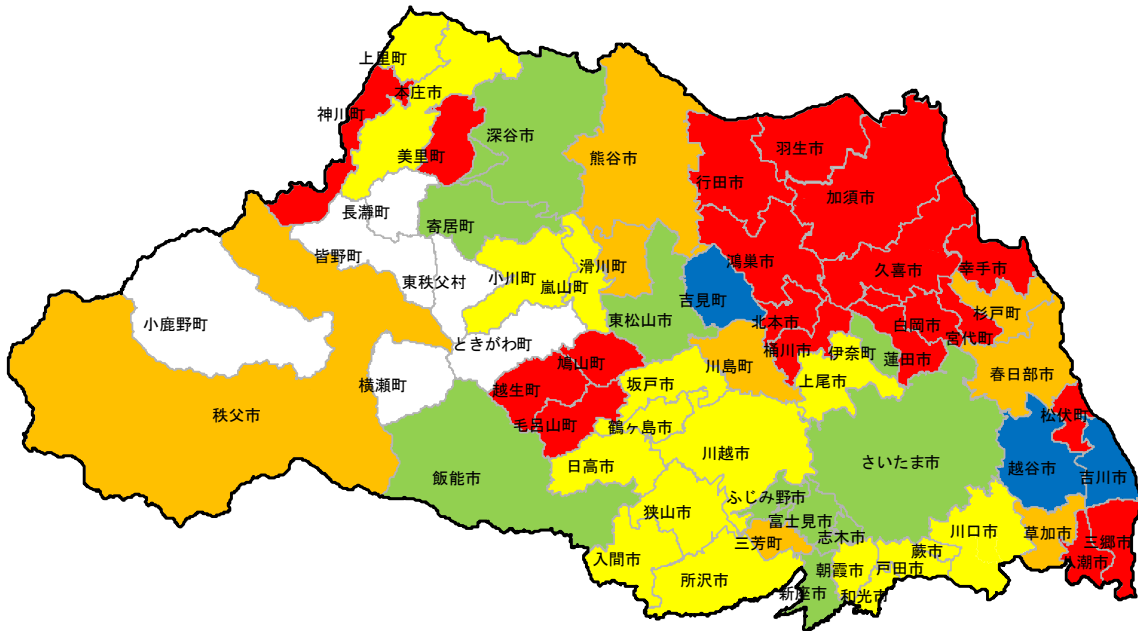 上里町
本庄市
神川町
美里町
深谷市
熊谷市
羽生市
行田市
加須市
長瀞町
寄居町
皆野町
東秩父村
小川町
嵐山町
滑川町
吉見町
鴻巣市
久喜市
幸手市
小鹿野町
東松山市
北本市
白岡市
杉戸町
宮代町
ときがわ町
鳩山町
桶川市
伊奈町
蓮田市
横瀬町
越生町
坂戸市
川島町
上尾市
春日部市
秩父市
毛呂山町
鶴ヶ島市
松伏町
飯能市
日高市
川越市
さいたま市
越谷市
吉川市
ふじみ野市
狭山市
富士見市
志木市
三芳町
川口市
草加市
三郷市
入間市
蕨市
八潮市
所沢市
朝霞市
戸田市
新座市
和光市